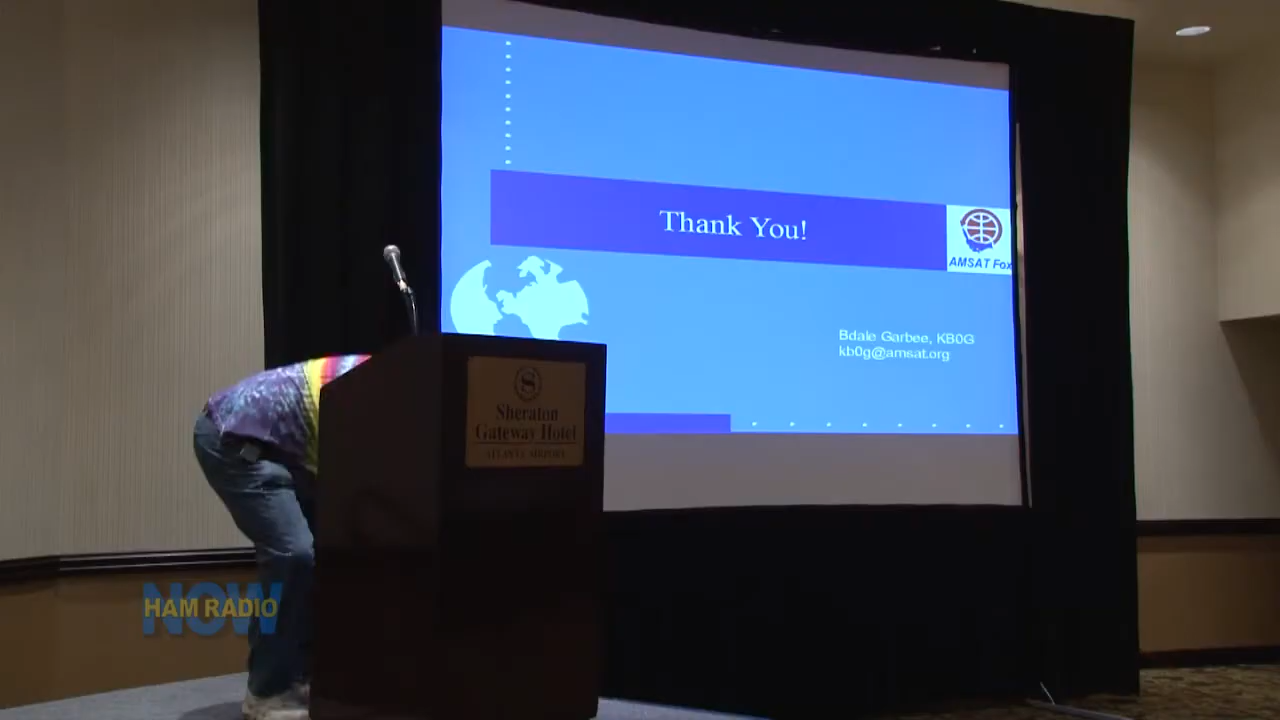 Thank You!
AMSAT Fox
Bdale Garbee, KB0G
kb0g@amsat.org
S
Sheraton
Gateway Hotel
ATLANTA AIRPORT
NOW
HAM RADIO